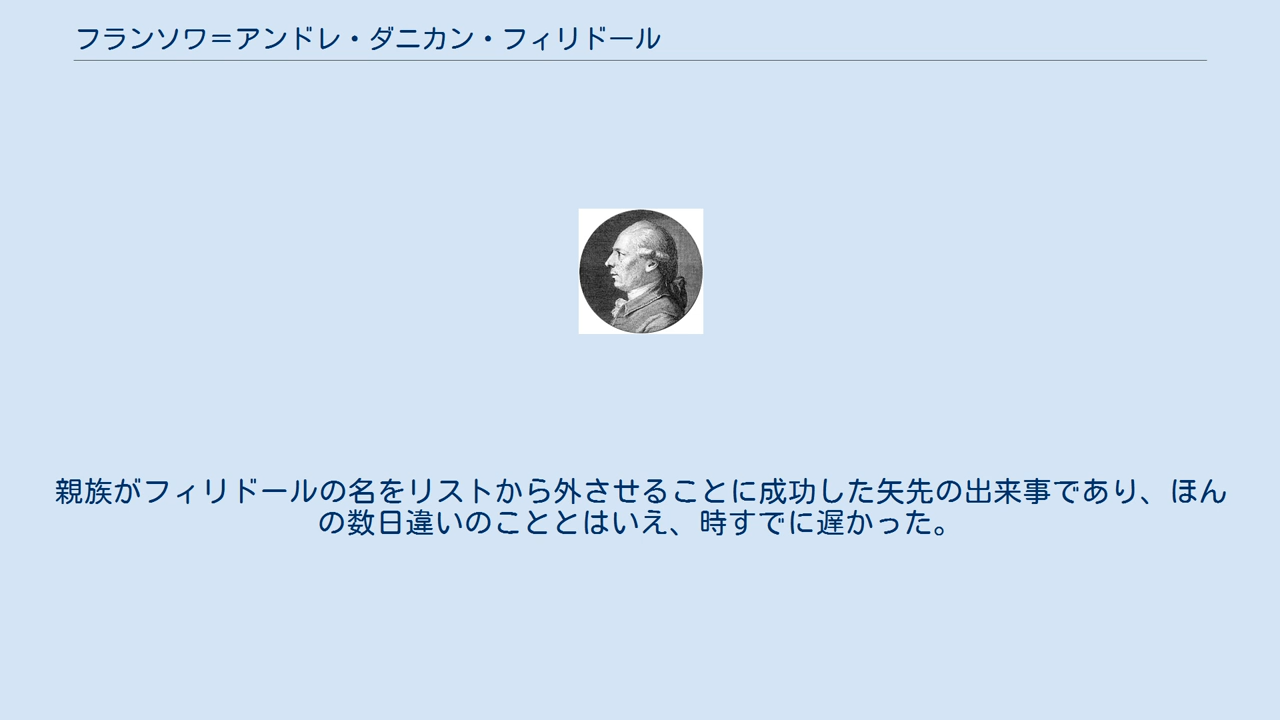 フランソワ＝アンドレ・ダニカン・フィリドール
親族がフィリドールの名をリストから外させることに成功した矢先の出来事であり、ほん
の数日違いのこととはいえ、時すでに遅かった。